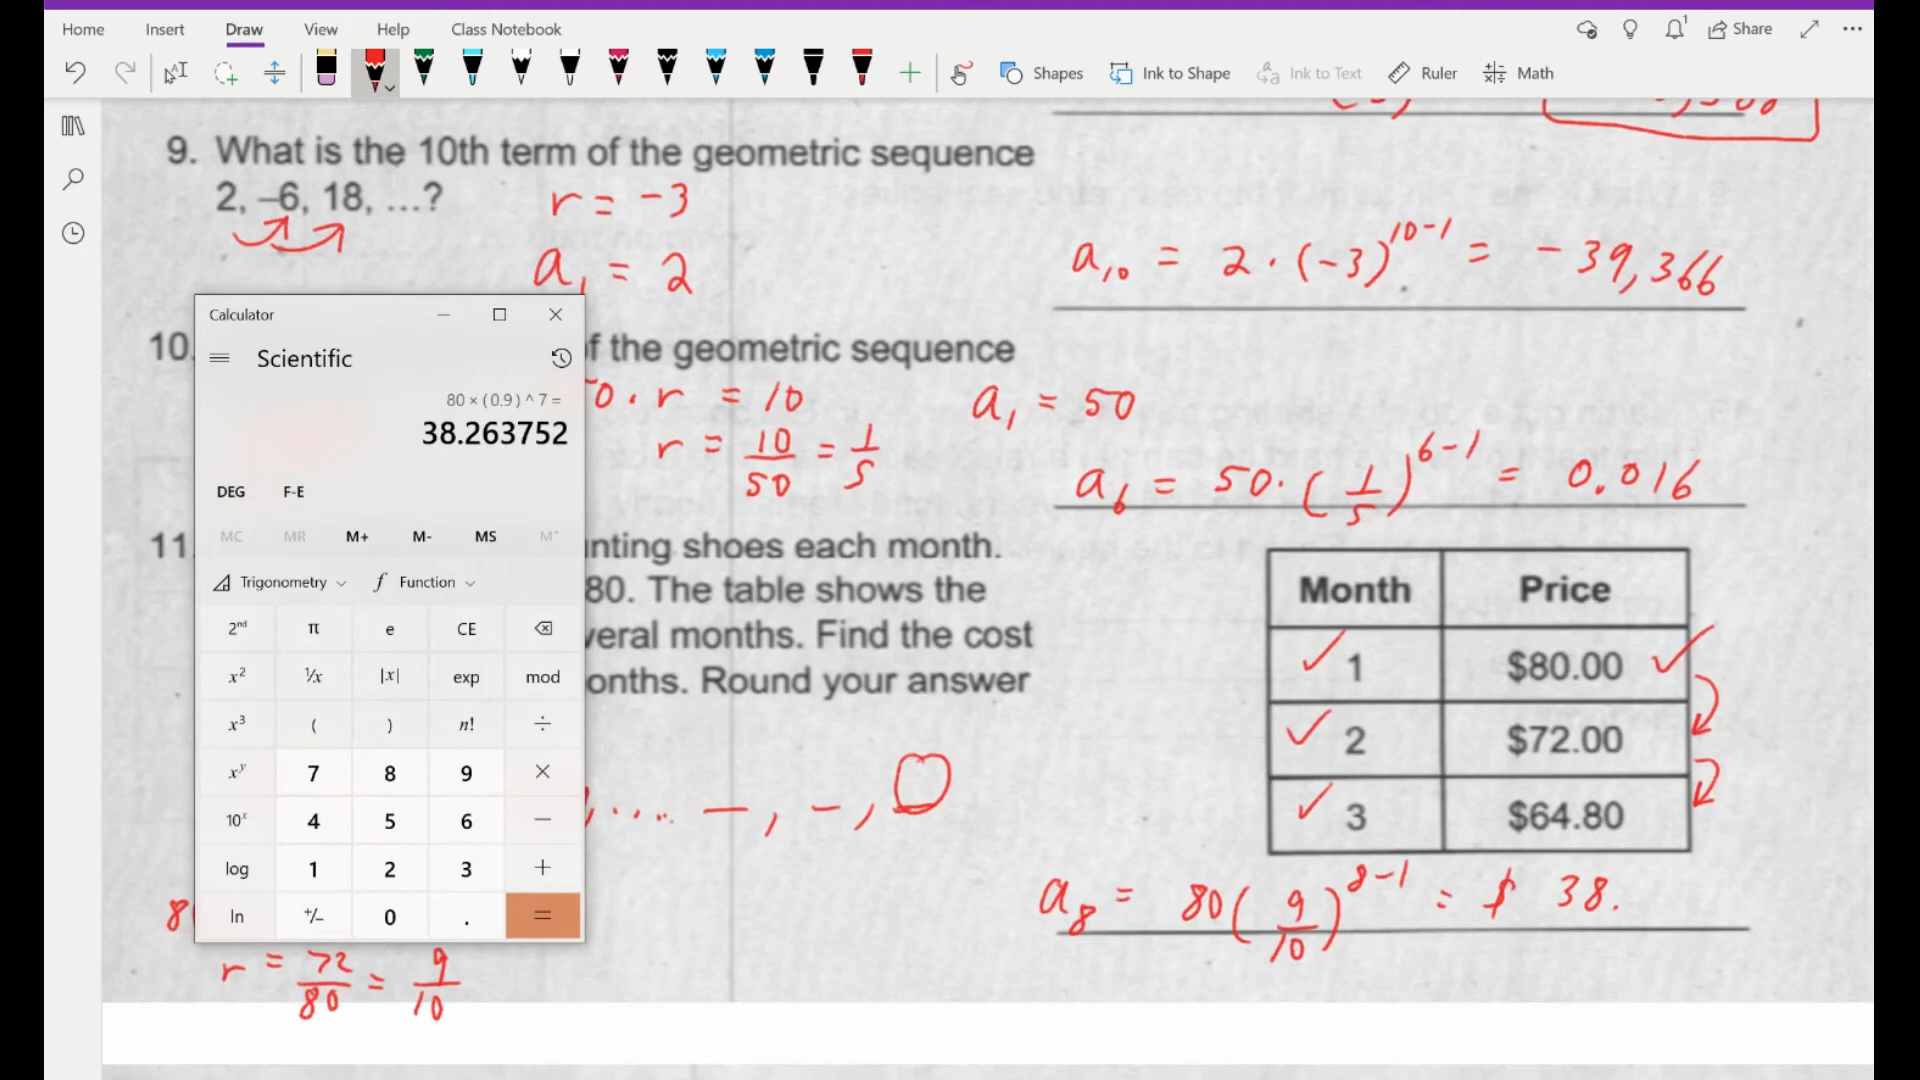 Home Insert Draw View Help Class Notebook 1 Share
Shapes Ink to Shape Ink to Text Ruler Math
9. What is the 10th term of the geometric sequence
2, –6, 18, ...?
r = -3
a₁ = 2
a₁₀ = 2 · (-3)^10-1 = -39,366
10. f the geometric sequence
0 · r = 10
r = 10/50 = 1/5
a₁ = 50
a₆ = 50 · (1/5)^6-1 = 0.016
11. nting shoes each month.
80. The table shows the
veral months. Find the cost
onths. Round your answer
, .... —, –, 
Month Price
1 $80.00
2 $72.00
3 $64.80
a₈ = 80(9/10)^8-1 = $ 38.
8
r = 72/80 = 9/10
Calculator
Scientific
80 × (0.9) ^ 7 =
38.263752
DEG F-E
MC MR M+ M- MS M˅
Trigonometry f Function
2ⁿᵈ π e CE
x² ¹/x |x| exp mod
x³ ( ) n! ÷
xʸ 7 8 9 ×
10ˣ 4 5 6 −
log 1 2 3 +
ln +/− 0 . =